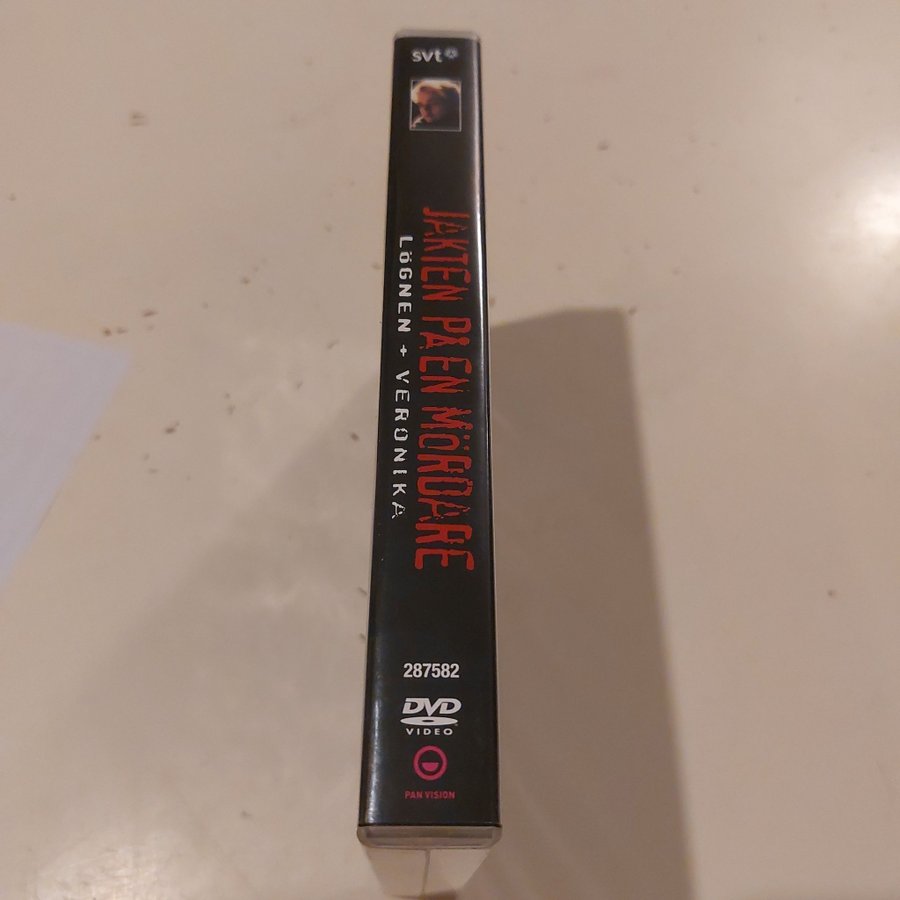 svt
JAKTEN PÅ EN MÖRDARE
LÖGNEN + VERONIKA
287582
DVD
VIDEO
PAN VISION